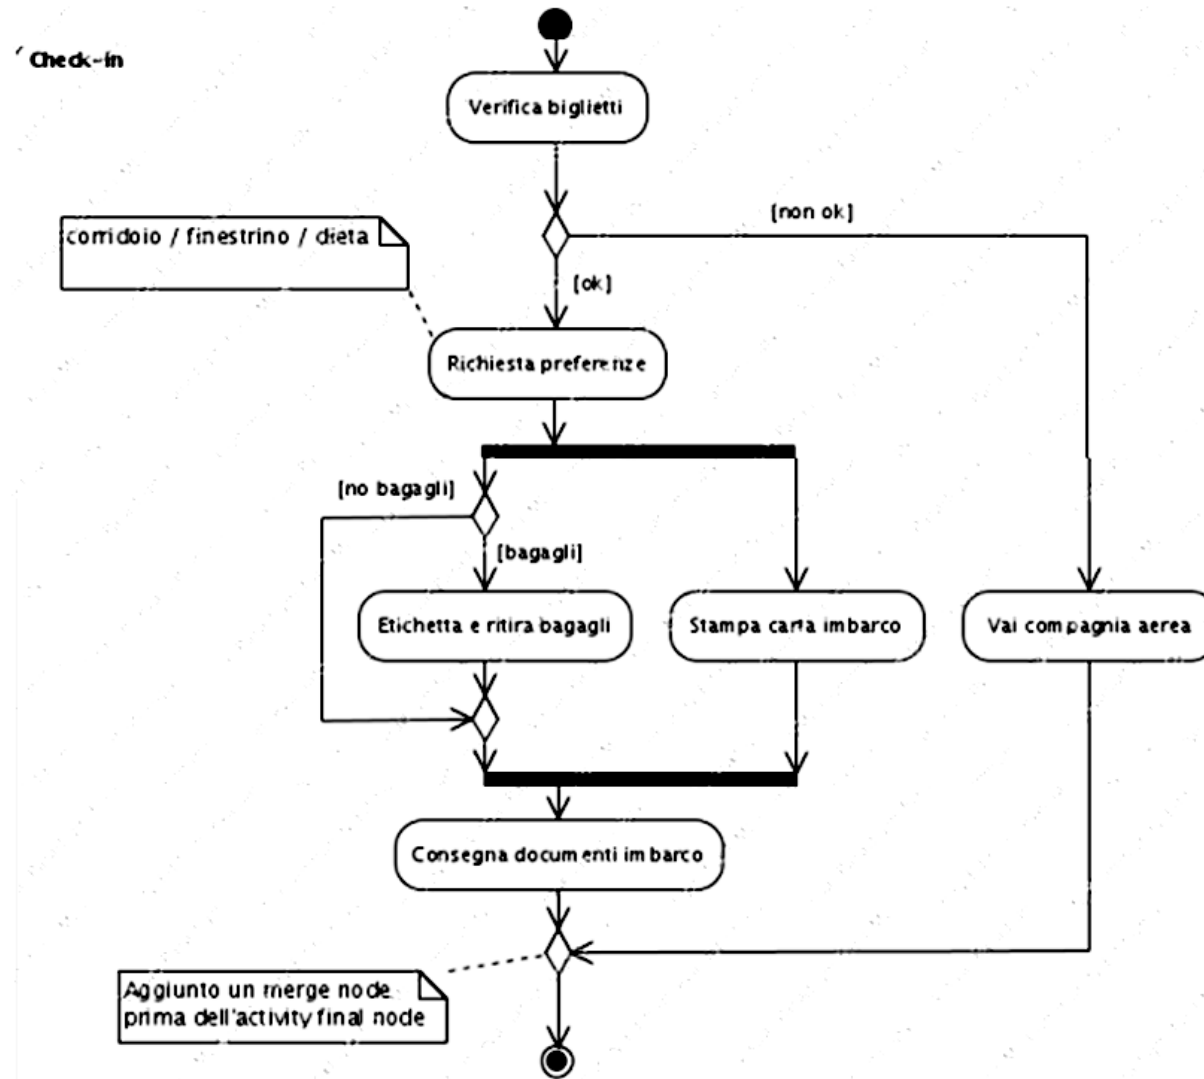 Check-in
Verifica biglietti
[non ok]
corridoio / finestrino / dieta
[ok]
Richiesta preferenze
[no bagagli]
[bagagli]
Etichetta e ritira bagagli
Stampa carta imbarco
Vai compagnia aerea
Consegna documenti imbarco
Aggiunto un merge node
prima dell'activity final node